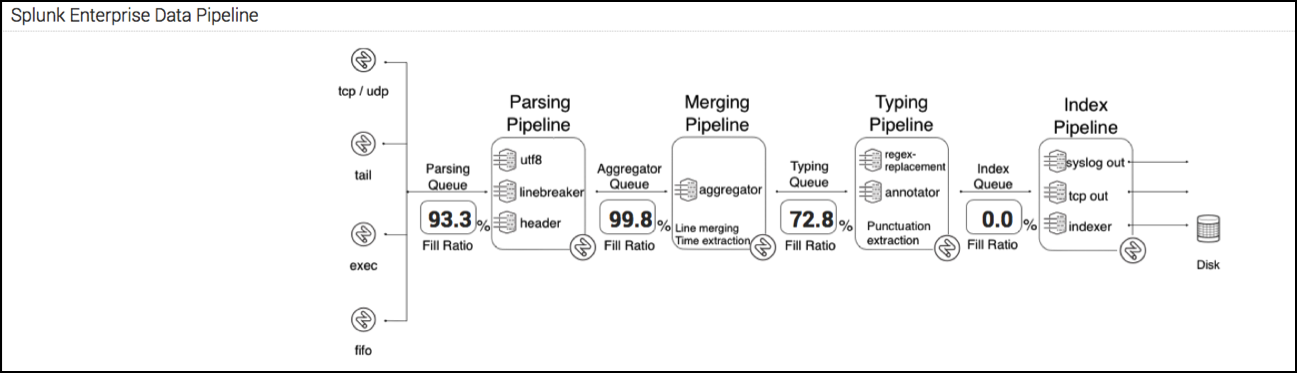 Splunk Enterprise Data Pipeline
tcp / udp
tail
exec
fifo
Parsing
Queue
93.3 %
Fill Ratio
Parsing
Pipeline
utf8
linebreaker
header
Aggregator
Queue
99.8 %
Fill Ratio
Merging
Pipeline
aggregator
Line merging
Time extraction
Typing
Queue
72.8 %
Fill Ratio
Typing
Pipeline
regex-
replacement
annotator
Punctuation
extraction
Index
Queue
0.0 %
Fill Ratio
Index
Pipeline
syslog out
tcp out
indexer
Disk